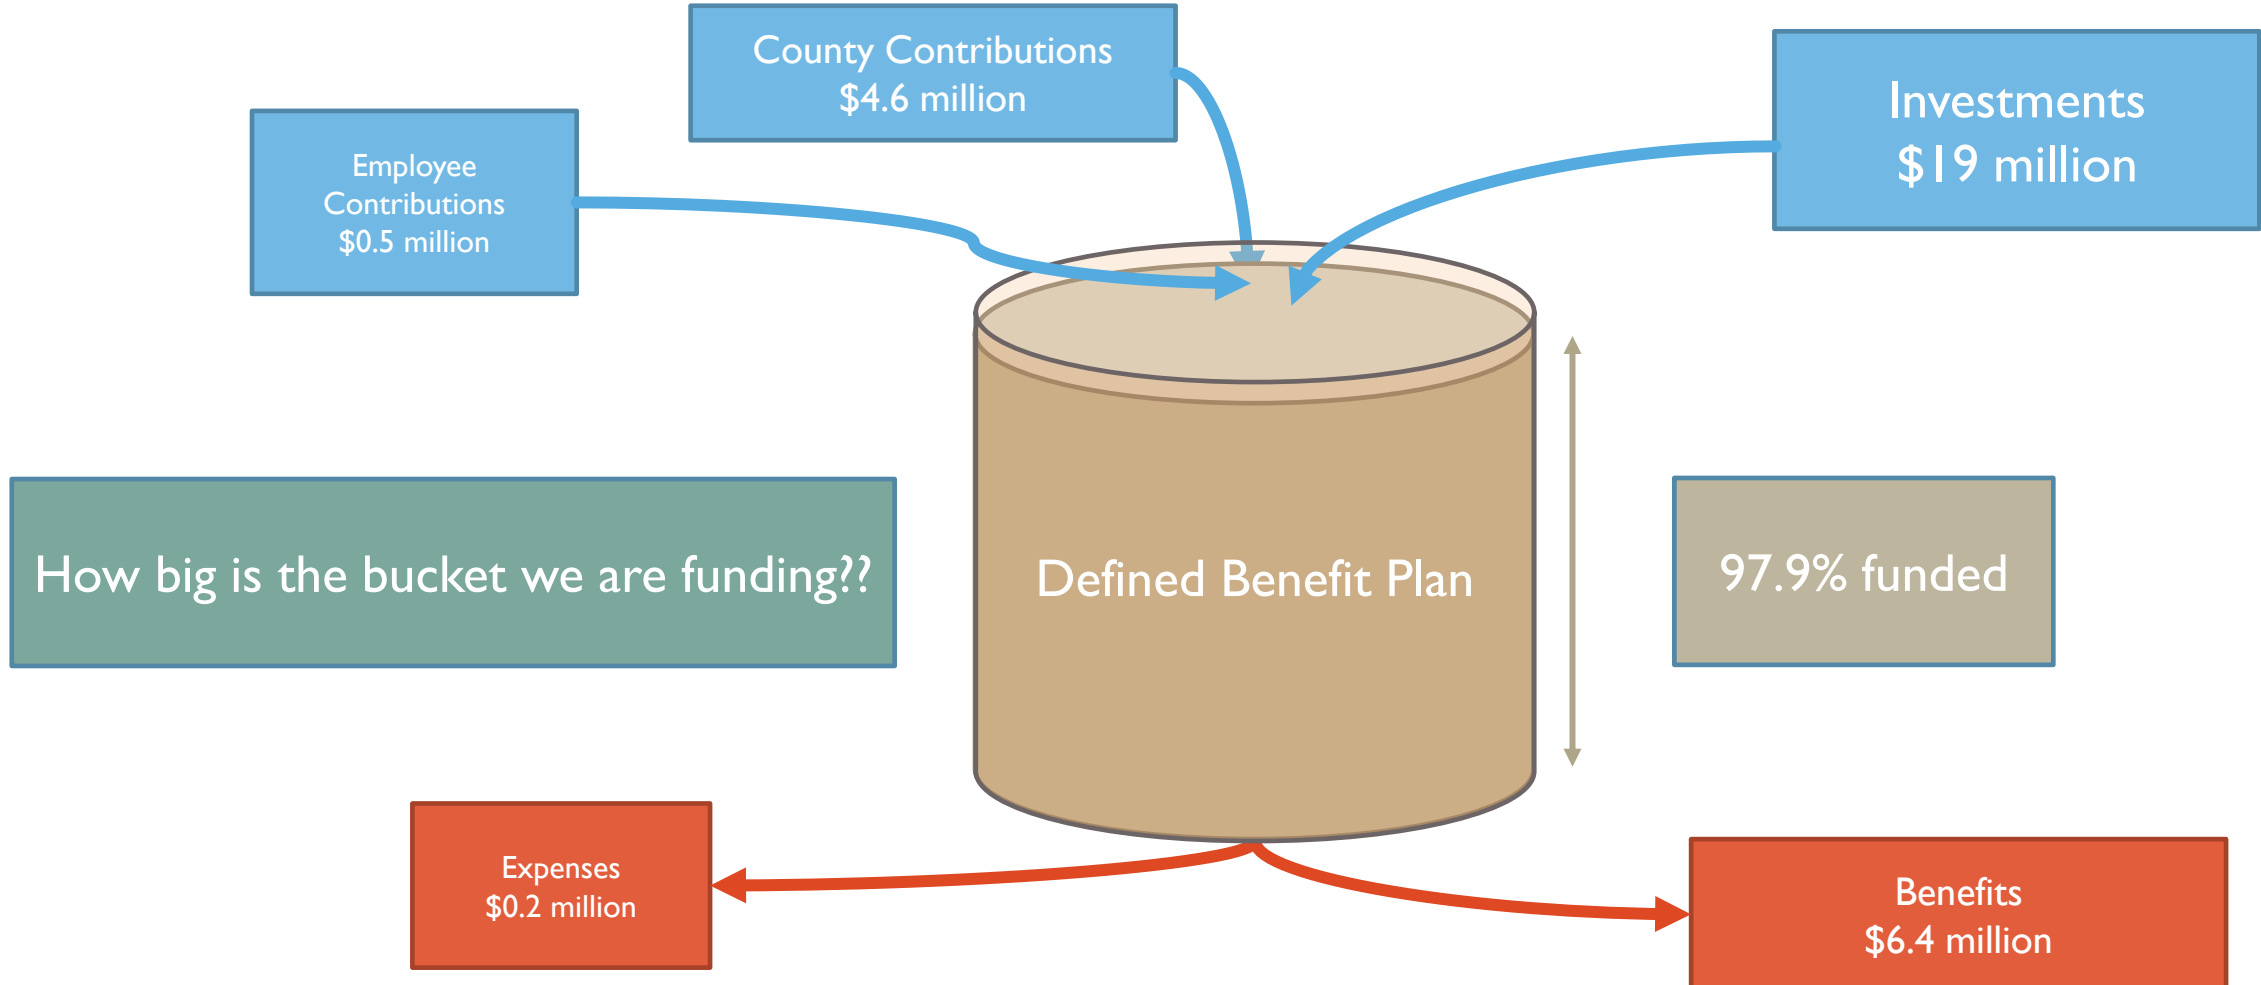 County Contributions
$4.6 million
Investments
$19 million
Employee
Contributions
$0.5 million
How big is the bucket we are funding??
Defined Benefit Plan
97.9% funded
Expenses
$0.2 million
Benefits
$6.4 million